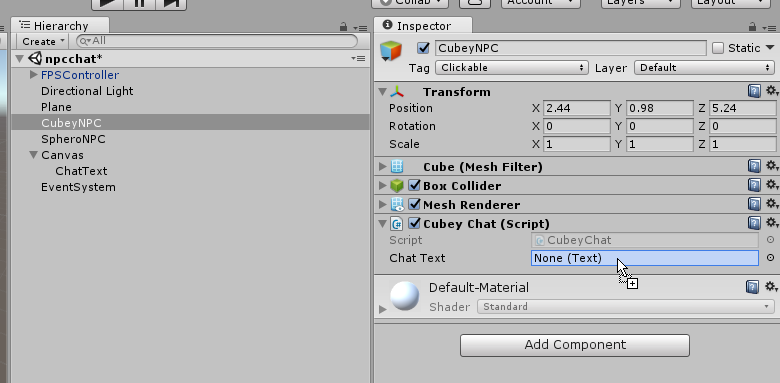 Collab
Account
Layers
Layout
Hierarchy
Create
All
npcchat*
FPSController
Directional Light
Plane
CubeyNPC
SpheroNPC
Canvas
ChatText
EventSystem
Inspector
CubeyNPC
Static
Tag Clickable Layer Default
Transform
Position X 2.44 Y 0.98 Z 5.24
Rotation X 0 Y 0 Z 0
Scale X 1 Y 1 Z 1
Cube (Mesh Filter)
Box Collider
Mesh Renderer
C# Cubey Chat (Script)
Script CubeyChat
Chat Text None (Text)
Default-Material
Shader Standard
Add Component